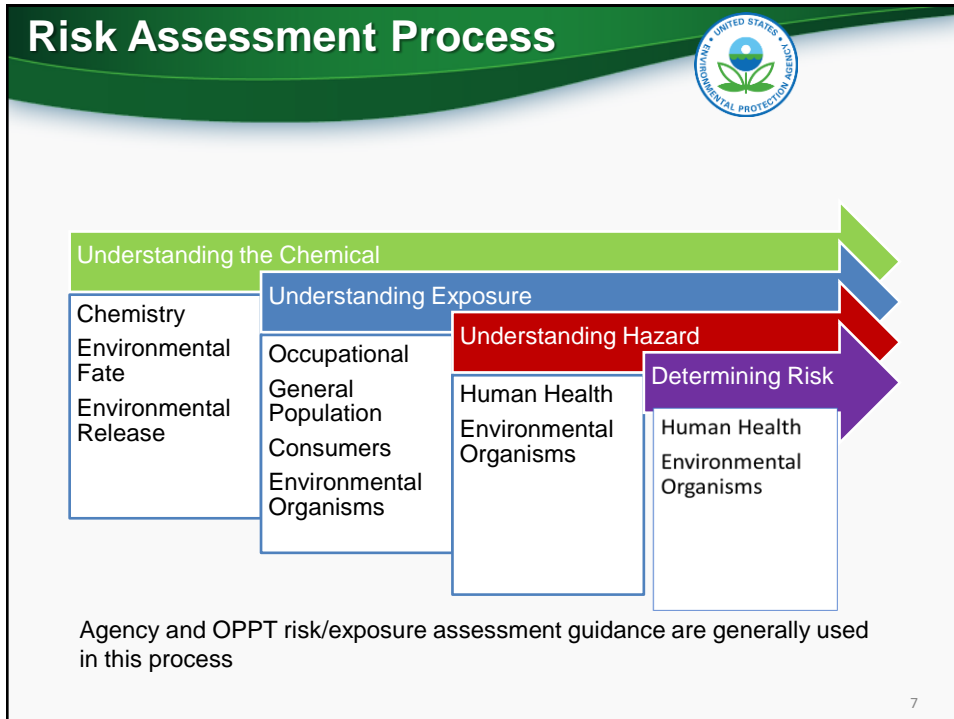 Risk Assessment Process
UNITED STATES
ENVIRONMENTAL PROTECTION AGENCY
Understanding the Chemical
Chemistry
Environmental
Fate
Environmental
Release
Understanding Exposure
Occupational
General
Population
Consumers
Environmental
Organisms
Understanding Hazard
Human Health
Environmental
Organisms
Determining Risk
Human Health
Environmental
Organisms
Agency and OPPT risk/exposure assessment guidance are generally used
in this process
7